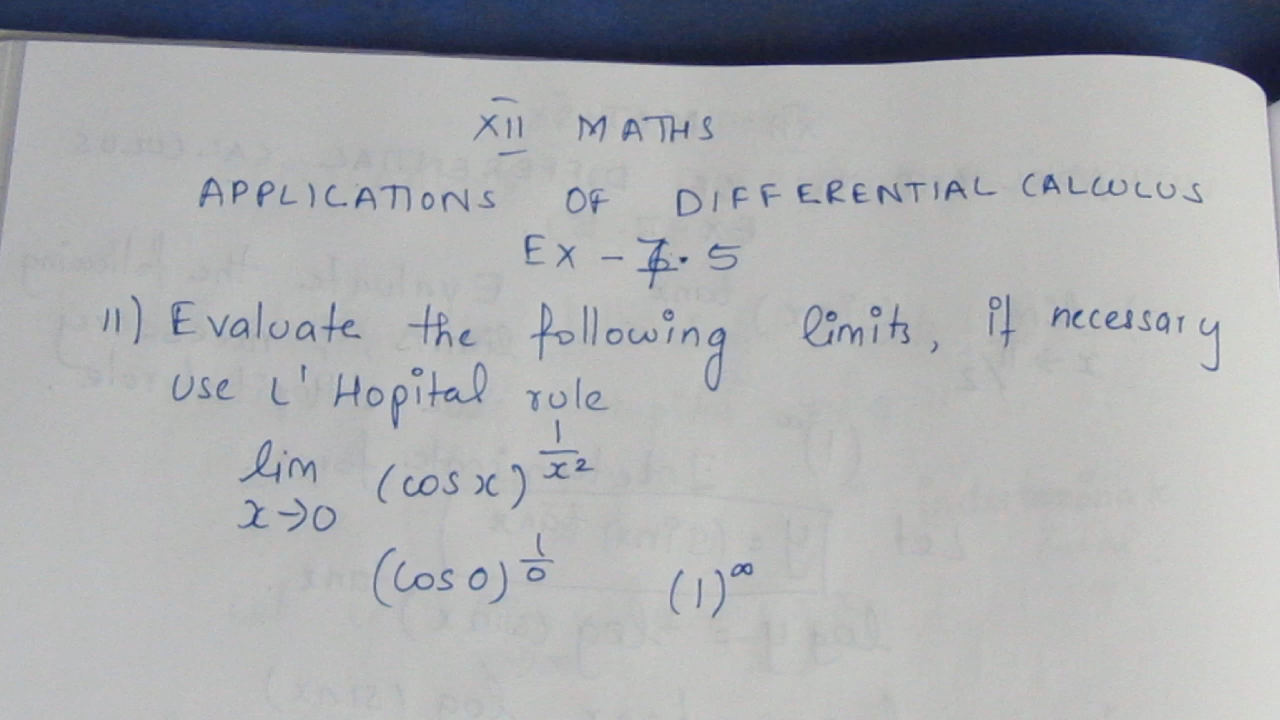 XII MATHS
APPLICATIONS OF DIFFERENTIAL CALCULUS
EX - 7.5
11) Evaluate the following limits, if necessary
use L' Hopital rule
lim x→0 (cos x)^(1/x²)
(cos 0)^(1/0) (1)^∞